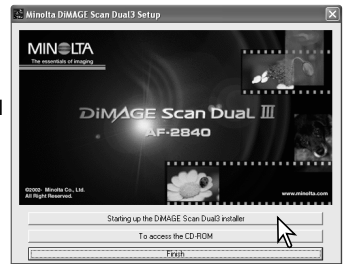 Minolta DiMAGE Scan Dual3 Setup
MINOLTA
The essentials of imaging
DiMAGE Scan Dual III
AF-2840
©2002- Minolta Co., Ltd.
All Right Reserved.
www.minolta.com
Starting up the DiMAGE Scan Dual3 installer
To access the CD-ROM
Finish